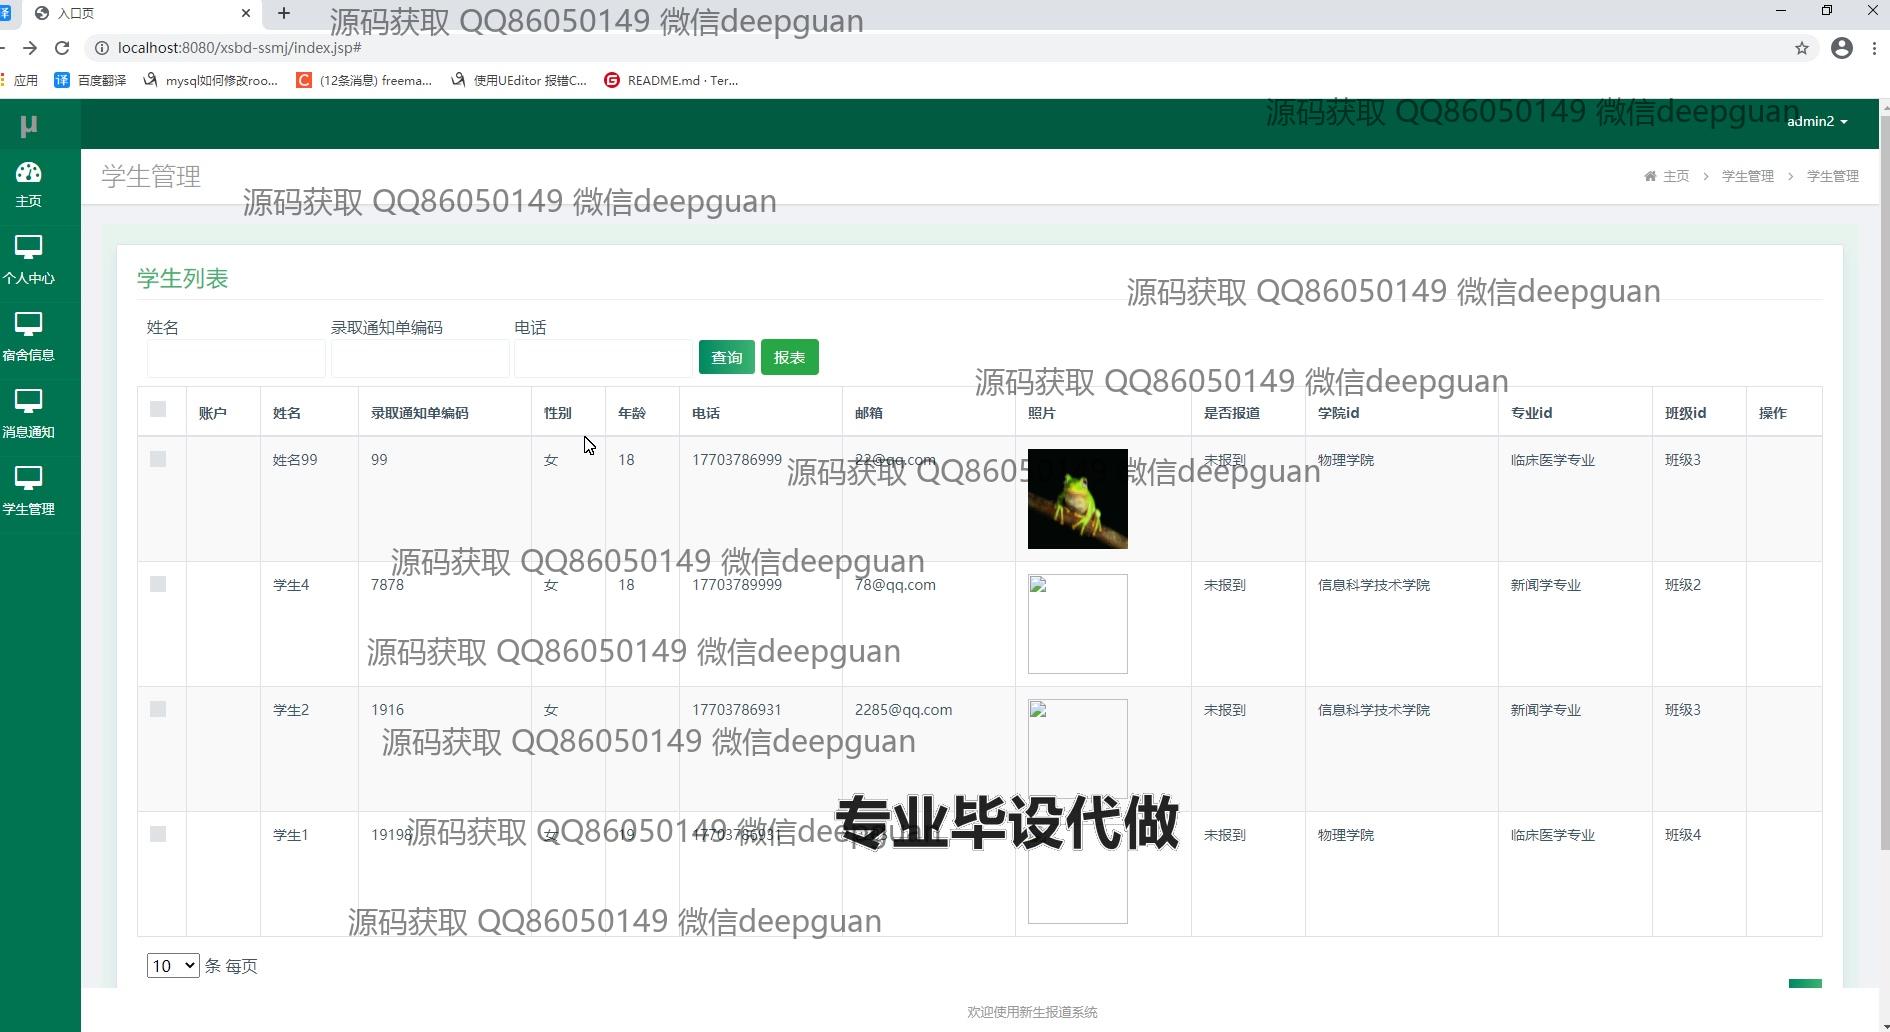 译 入口页
源码获取 QQ86050149 微信deepguan
localhost:8080/xsbd-ssmj/index.jsp#
应用 译 百度翻译 mysql如何修改roo... C (12条消息) freema... 使用UEditor 报错C... G README.md · Ter...
μ
源码获取 QQ86050149 微信deepguan
admin2
主页
学生管理
源码获取 QQ86050149 微信deepguan
主页 > 学生管理 > 学生管理
个人中心
宿舍信息
消息通知
学生管理
学生列表
源码获取 QQ86050149 微信deepguan
姓名 录取通知单编码 电话
查询 报表
源码获取 QQ86050149 微信deepguan
账户 姓名 录取通知单编码 性别 年龄 电话 邮箱 照片 是否报道 学院id 专业id 班级id 操作
姓名99 99 女 18 17703786999 22@qq.com 未报到 物理学院 临床医学专业 班级3
源码获取 QQ86050149 微信deepguan
源码获取 QQ86050149 微信deepguan
学生4 7878 女 18 17703789999 78@qq.com 未报到 信息科学技术学院 新闻学专业 班级2
源码获取 QQ86050149 微信deepguan
学生2 1916 女 17703786931 2285@qq.com 未报到 信息科学技术学院 新闻学专业 班级3
源码获取 QQ86050149 微信deepguan
专业毕设代做
学生1 19198 女 19 17703786931 未报到 物理学院 临床医学专业 班级4
源码获取 QQ86050149 微信deepguan
源码获取 QQ86050149 微信deepguan
10 条 每页
欢迎使用新生报道系统